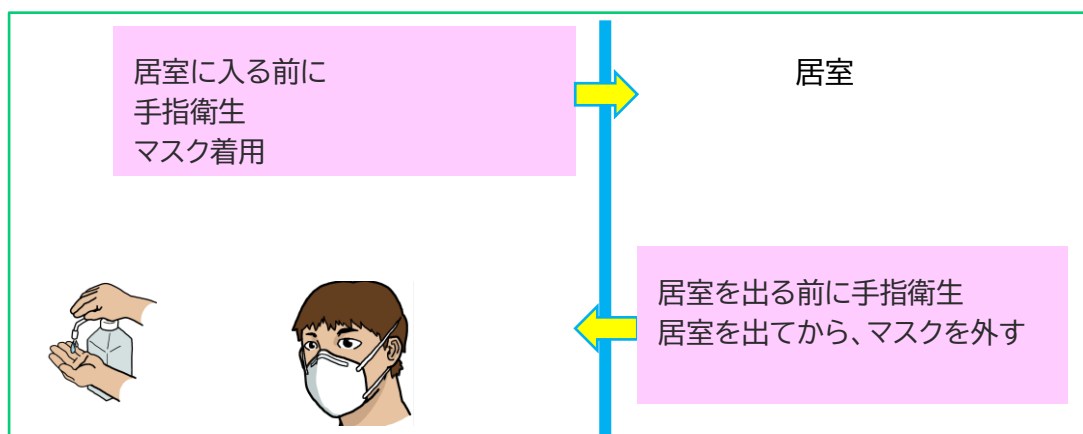 居室に入る前に
手指衛生
マスク着用
居室
居室を出る前に手指衛生
居室を出てから、マスクを外す